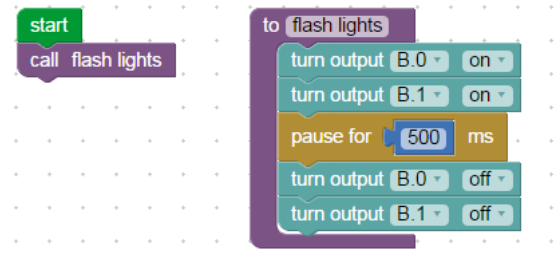 start
call flash lights
to flash lights
turn output B.0 on
turn output B.1 on
pause for 500 ms
turn output B.0 off
turn output B.1 off